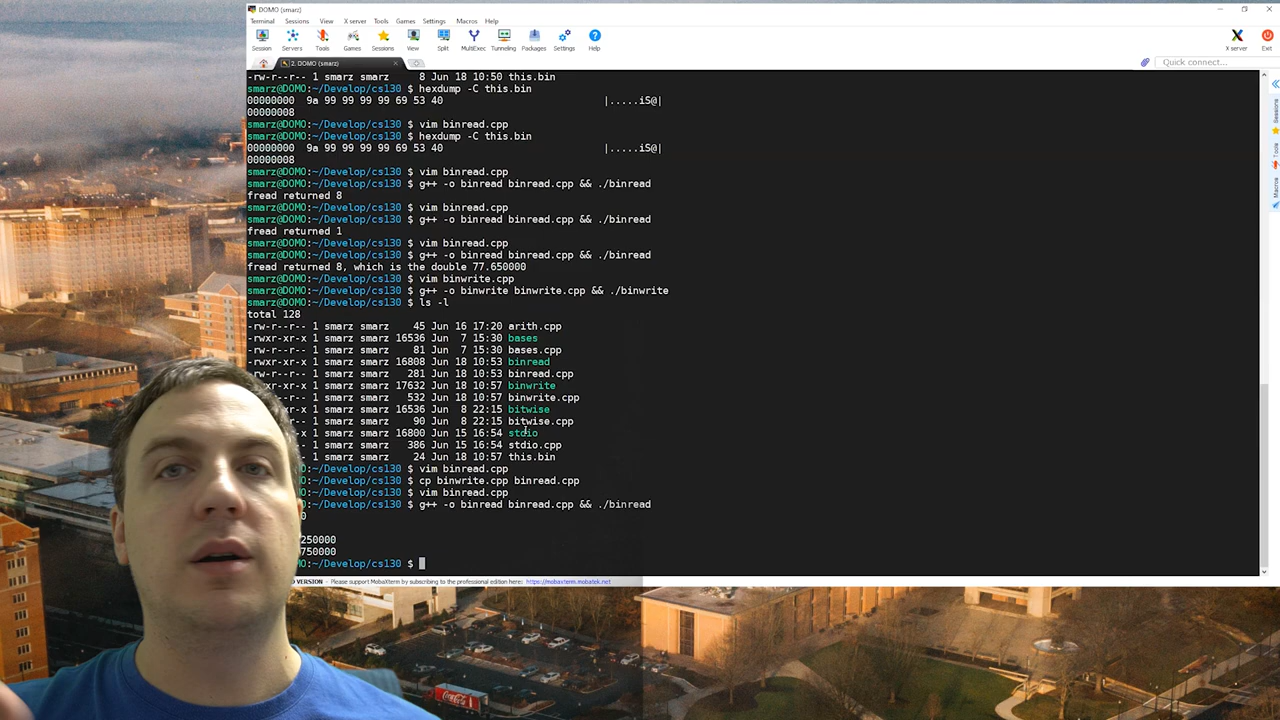 DOMO (smarz)
Terminal Sessions View X server Tools Games Settings Macros Help
Session Servers Tools Games Sessions View Split MultiExec Tunneling Packages Settings Help X server Exit
2. DOMO (smarz) Quick connect...
-rw-r--r-- 1 smarz smarz 8 Jun 18 10:50 this.bin
smarz@DOMO:~/Develop/cs130 $ hexdump -C this.bin
00000000 9a 99 99 99 99 69 53 40 |.....iS@|
00000008
smarz@DOMO:~/Develop/cs130 $ vim binread.cpp
smarz@DOMO:~/Develop/cs130 $ hexdump -C this.bin
00000000 9a 99 99 99 99 69 53 40 |.....iS@|
00000008
smarz@DOMO:~/Develop/cs130 $ vim binread.cpp
smarz@DOMO:~/Develop/cs130 $ g++ -o binread binread.cpp && ./binread
fread returned 8
smarz@DOMO:~/Develop/cs130 $ vim binread.cpp
smarz@DOMO:~/Develop/cs130 $ g++ -o binread binread.cpp && ./binread
fread returned 1
smarz@DOMO:~/Develop/cs130 $ vim binread.cpp
smarz@DOMO:~/Develop/cs130 $ g++ -o binread binread.cpp && ./binread
fread returned 8, which is the double 77.650000
smarz@DOMO:~/Develop/cs130 $ vim binwrite.cpp
smarz@DOMO:~/Develop/cs130 $ g++ -o binwrite binwrite.cpp && ./binwrite
smarz@DOMO:~/Develop/cs130 $ ls -l
total 128
-rw-r--r-- 1 smarz smarz 45 Jun 16 17:20 arith.cpp
-rwxr-xr-x 1 smarz smarz 16536 Jun 7 15:30 bases
-rw-r--r-- 1 smarz smarz 81 Jun 7 15:30 bases.cpp
-rwxr-xr-x 1 smarz smarz 16808 Jun 18 10:53 binread
-rw-r--r-- 1 smarz smarz 281 Jun 18 10:53 binread.cpp
-rwxr-xr-x 1 smarz smarz 17632 Jun 18 10:57 binwrite
-r--r-- 1 smarz smarz 532 Jun 18 10:57 binwrite.cpp
xr-x 1 smarz smarz 16536 Jun 8 22:15 bitwise
r-- 1 smarz smarz 90 Jun 8 22:15 bitwise.cpp
-x 1 smarz smarz 16800 Jun 15 16:54 stdio
-- 1 smarz smarz 386 Jun 15 16:54 stdio.cpp
-- 1 smarz smarz 24 Jun 18 10:57 this.bin
:~/Develop/cs130 $ vim binread.cpp
:~/Develop/cs130 $ cp binwrite.cpp binread.cpp
:~/Develop/cs130 $ vim binread.cpp
:~/Develop/cs130 $ g++ -o binread binread.cpp && ./binread
0
250000
750000
:~/Develop/cs130 $
VERSION - Please support MobaXterm by subscribing to the professional edition here: https://mobaxterm.mobatek.net
Sessions
Tools
Macros
Sftp
Coca-Cola